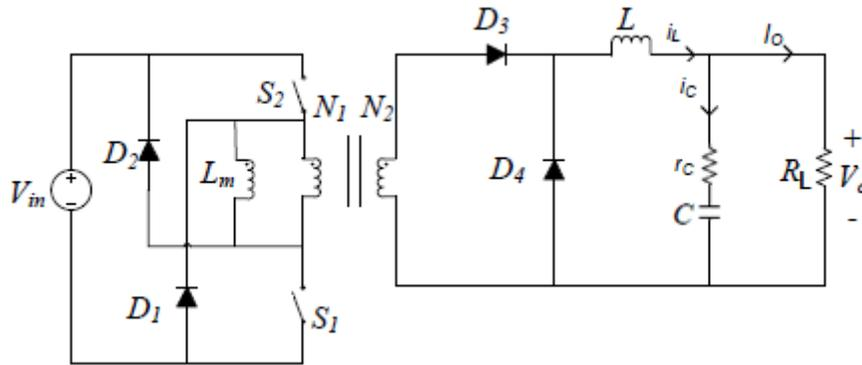 D3
L
iL
IO
S2
N1 N2
iC
D2
Lm
Vin
D4
rC
C
RL
+
Vo
-
D1
S1